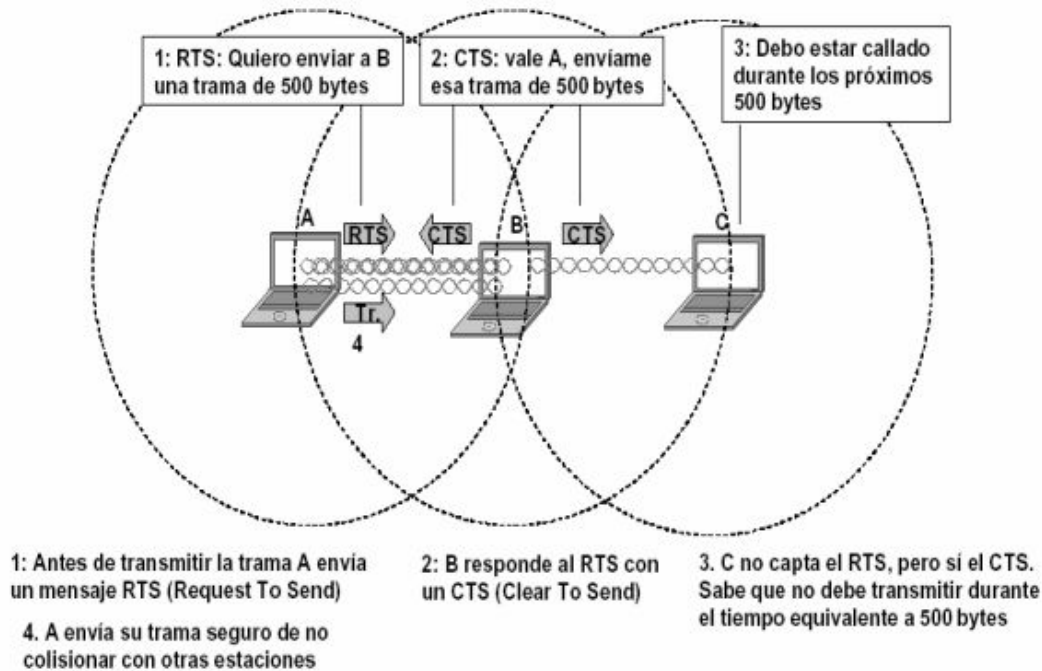 1: RTS: Quiero enviar a B
una trama de 500 bytes
2: CTS: vale A, envíame
esa trama de 500 bytes
3: Debo estar callado
durante los próximos
500 bytes
A
RTS
CTS
B
CTS
C
Tr.
4
1: Antes de transmitir la trama A envía
un mensaje RTS (Request To Send)
2: B responde al RTS con
un CTS (Clear To Send)
3. C no capta el RTS, pero sí el CTS.
Sabe que no debe transmitir durante
el tiempo equivalente a 500 bytes
4. A envía su trama seguro de no
colisionar con otras estaciones